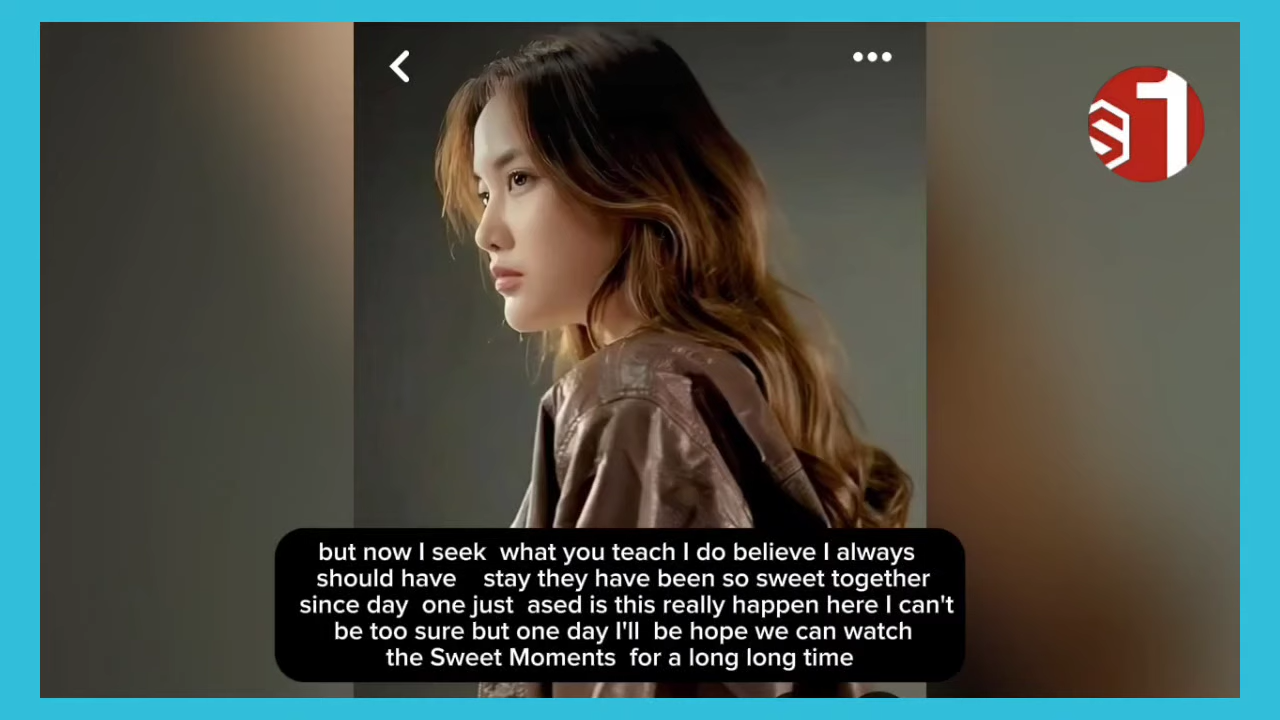 S1
but now I seek what you teach I do believe I always
should have stay they have been so sweet together
since day one just ased is this really happen here I can't
be too sure but one day I'll be hope we can watch
the Sweet Moments for a long long time